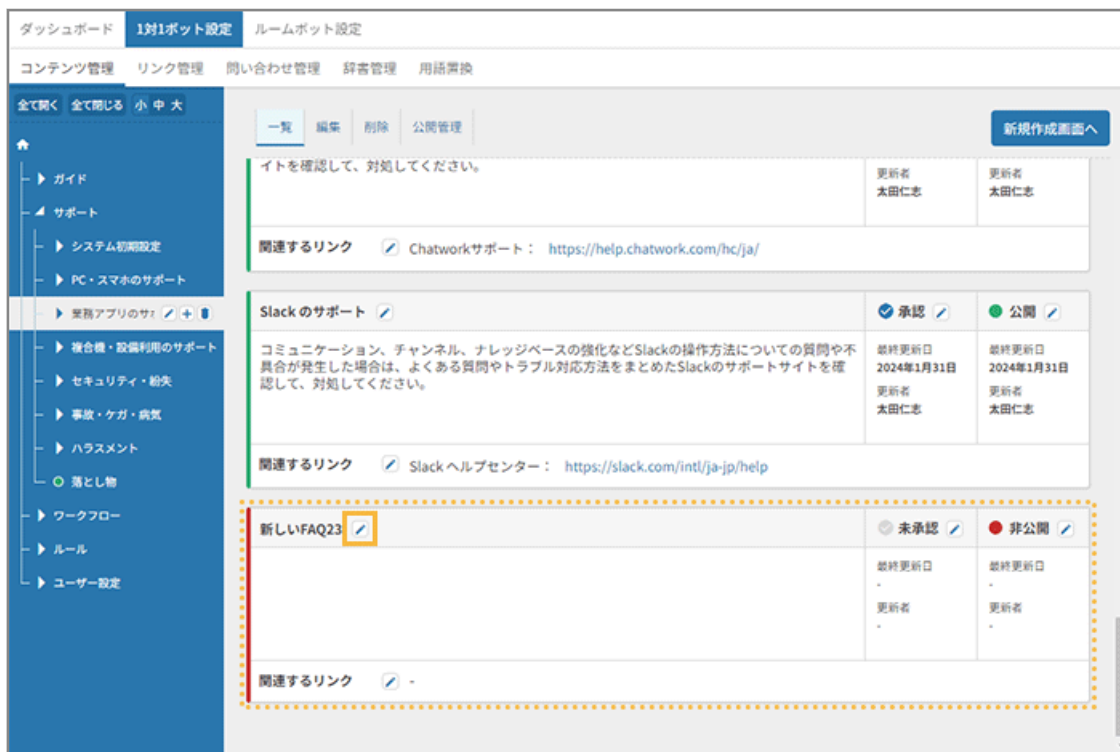 ダッシュボード 1対1ボット設定 ルームボット設定
コンテンツ管理 リンク管理 問い合わせ管理 辞書管理 用語置換
全て開く 全て閉じる 小 中 大
ガイド
サポート
システム初期設定
PC・スマホのサポート
業務アプリのサポ
複合機・設備利用のサポート
セキュリティ・紛失
事故・ケガ・病気
ハラスメント
落とし物
ワークフロー
ルール
ユーザー設定
一覧 編集 削除 公開管理
新規作成画面へ
イトを確認して、対処してください。
更新者 更新者
太田仁志 太田仁志
関連するリンク Chatworkサポート： https://help.chatwork.com/hc/ja/
Slack のサポート 承認 公開
コミュニケーション、チャンネル、ナレッジベースの強化などSlackの操作方法についての質問や不
具合が発生した場合は、よくある質問やトラブル対応方法をまとめたSlackのサポートサイトを確
認して、対処してください。
最終更新日 最終更新日
2024年1月31日 2024年1月31日
更新者 更新者
太田仁志 太田仁志
関連するリンク Slack ヘルプセンター： https://slack.com/intl/ja-jp/help
新しいFAQ23 未承認 非公開
最終更新日 最終更新日
- -
更新者 更新者
- -
関連するリンク -